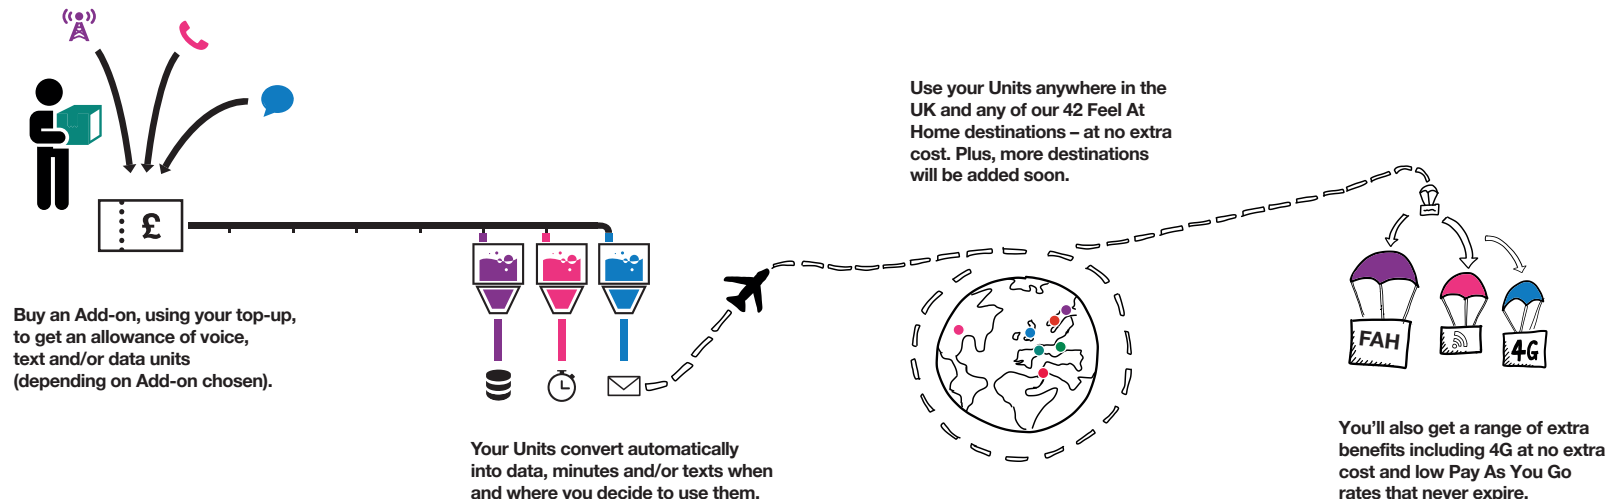 £
Buy an Add-on, using your top-up,
to get an allowance of voice,
text and/or data units
(depending on Add-on chosen).
Your Units convert automatically
into data, minutes and/or texts when
and where you decide to use them.
Use your Units anywhere in the
UK and any of our 42 Feel At
Home destinations – at no extra
cost. Plus, more destinations
will be added soon.
FAH
4G
You’ll also get a range of extra
benefits including 4G at no extra
cost and low Pay As You Go
rates that never expire.